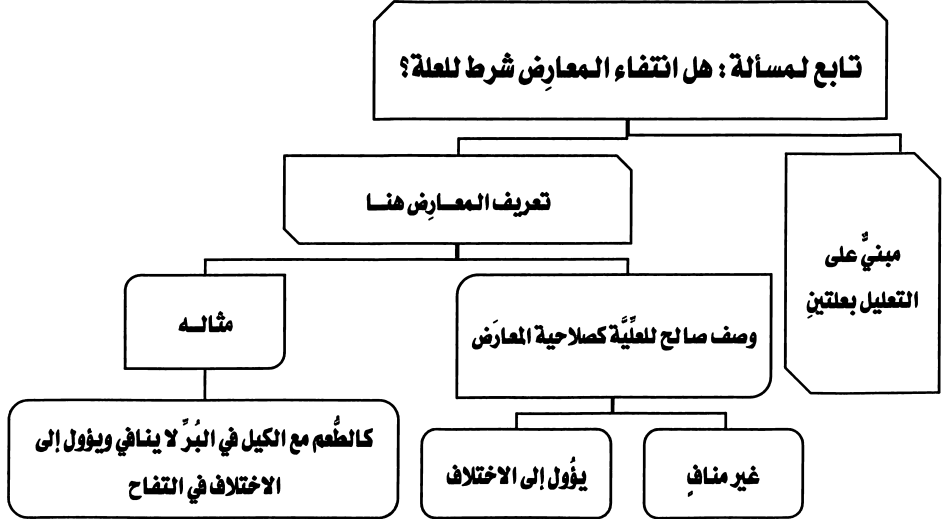 تابع لمسألة : هل انتفاء المعارِض شرط للعلة؟
مبنيٌّ على
التعليل بعلتينِ
تعريف المعارِض هنا
وصف صالح للعلِّيَّة كصلاحية المعارَض
غير منافٍ
يؤُول إلى الاختلاف
مثاله
كالطُّعم مع الكيل في البُرِّ لا ينافي ويؤول إلى
الاختلاف في التفاح